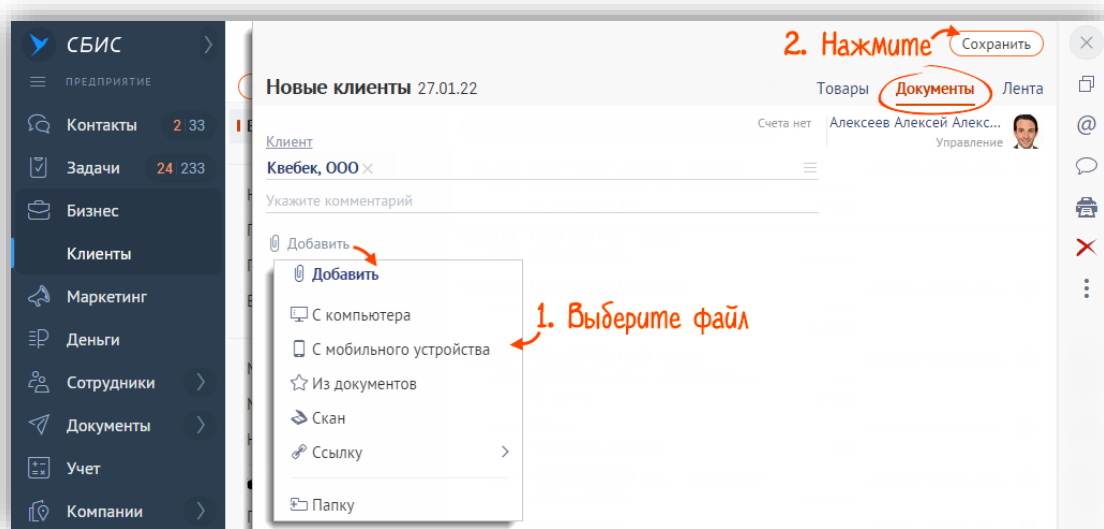 СБИС
ПРЕДПРИЯТИЕ
Контакты 2 33
Задачи 24 233
Бизнес
Клиенты
Маркетинг
Деньги
Сотрудники
Документы
Учет
Компании
2. Нажмите
Сохранить
Новые клиенты 27.01.22
Товары Документы Лента
Клиент
Счета нет
Алексеев Алексей Алекс...
Управление
Квебек, ООО ×
Укажите комментарий
Добавить
Добавить
С компьютера
1. Выберите файл
С мобильного устройства
Из документов
Скан
Ссылку
Папку